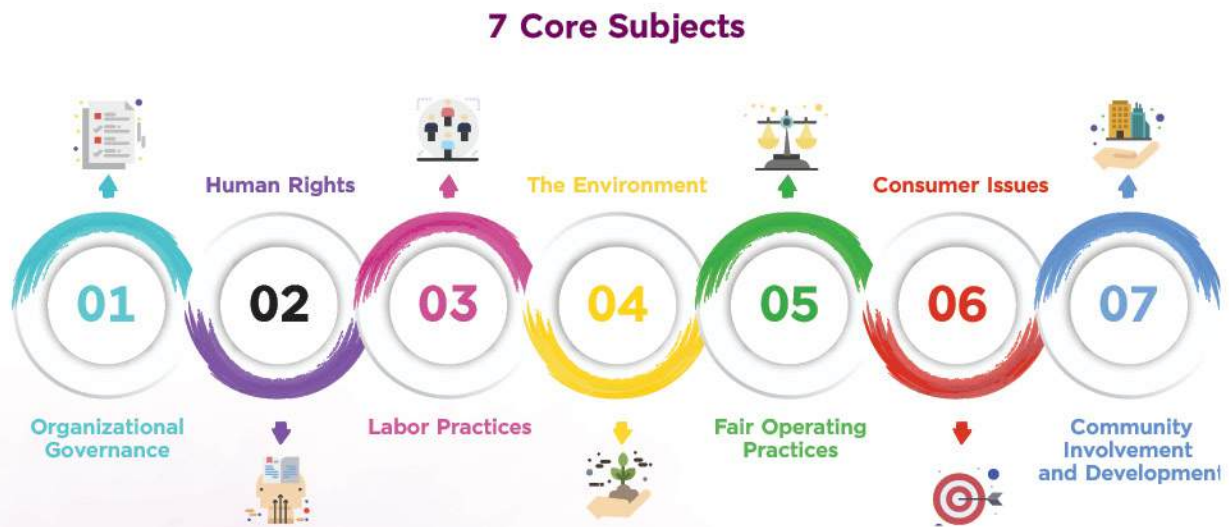 7 Core Subjects
Human Rights
The Environment
Consumer Issues
01
02
03
04
05
06
07
Organizational
Governance
Labor Practices
Fair Operating
Practices
Community
Involvement
and Development